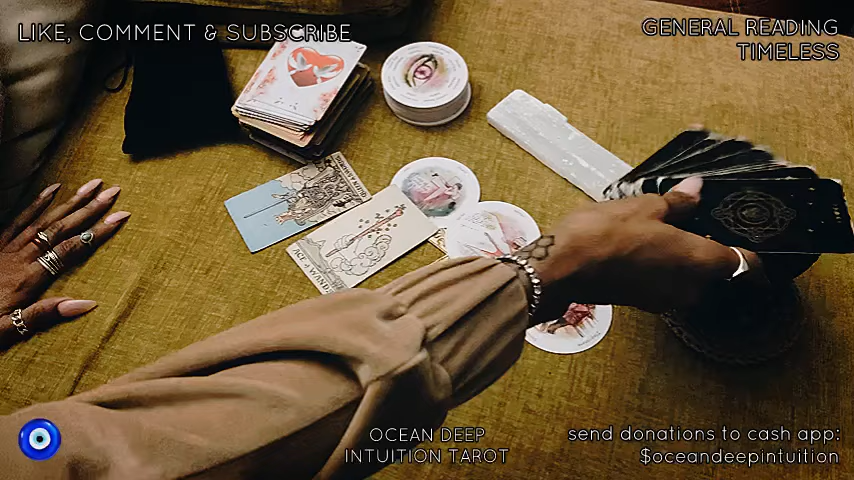 LIKE, COMMENT & SUBSCRIBE
GENERAL READING
TIMELESS
ACE of WANDS.
OCEAN DEEP
INTUITION TAROT
send donations to cash app:
$oceandeepintuition